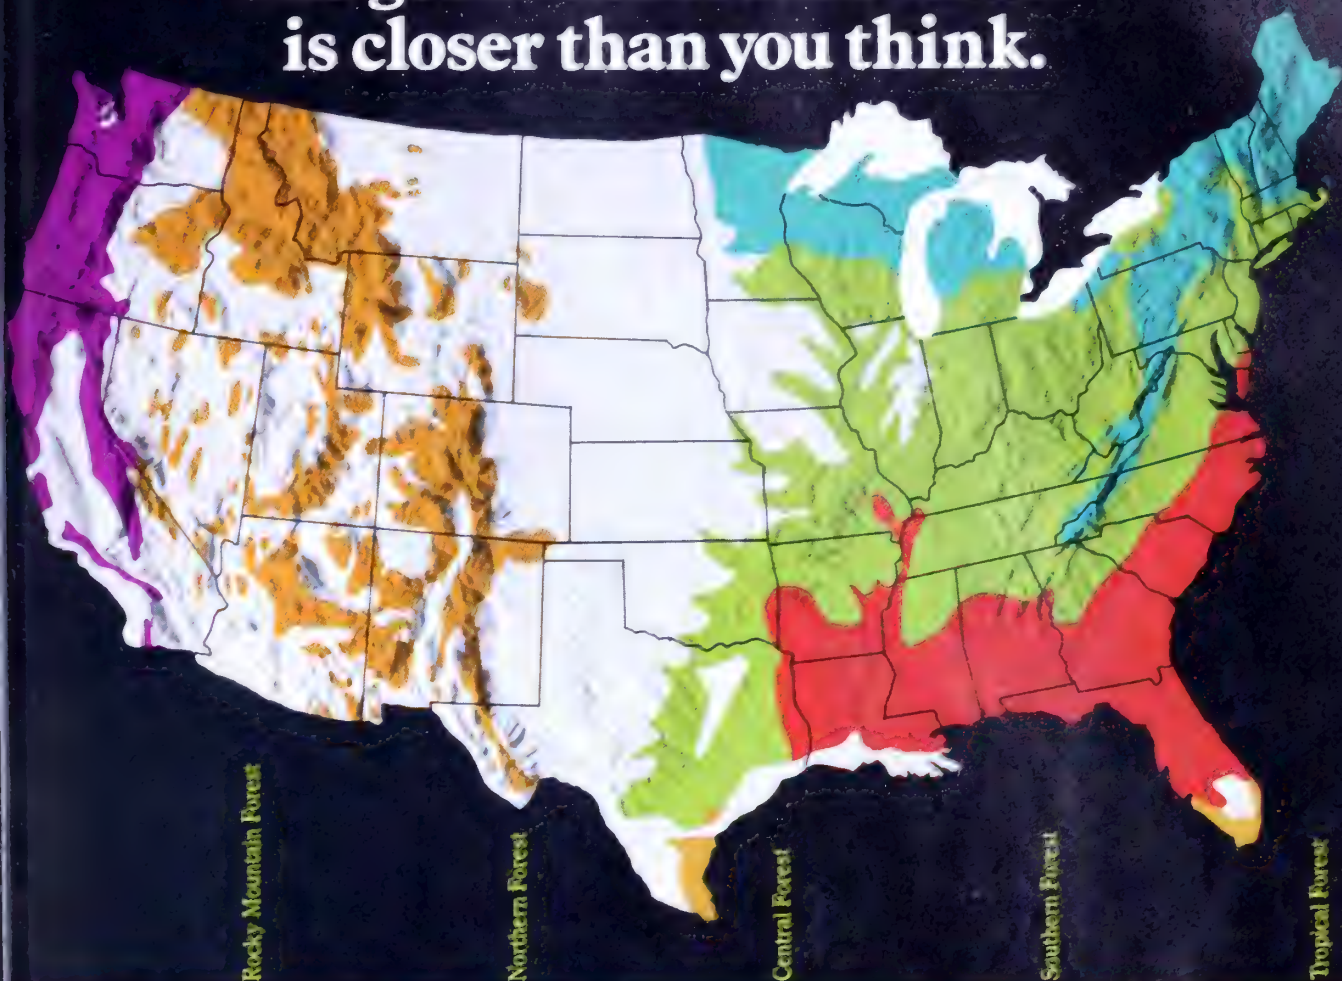 is closer than you think.
Rocky Mountain Forest
Northern Forest
Central Forest
Southern Forest
Tropical Forest